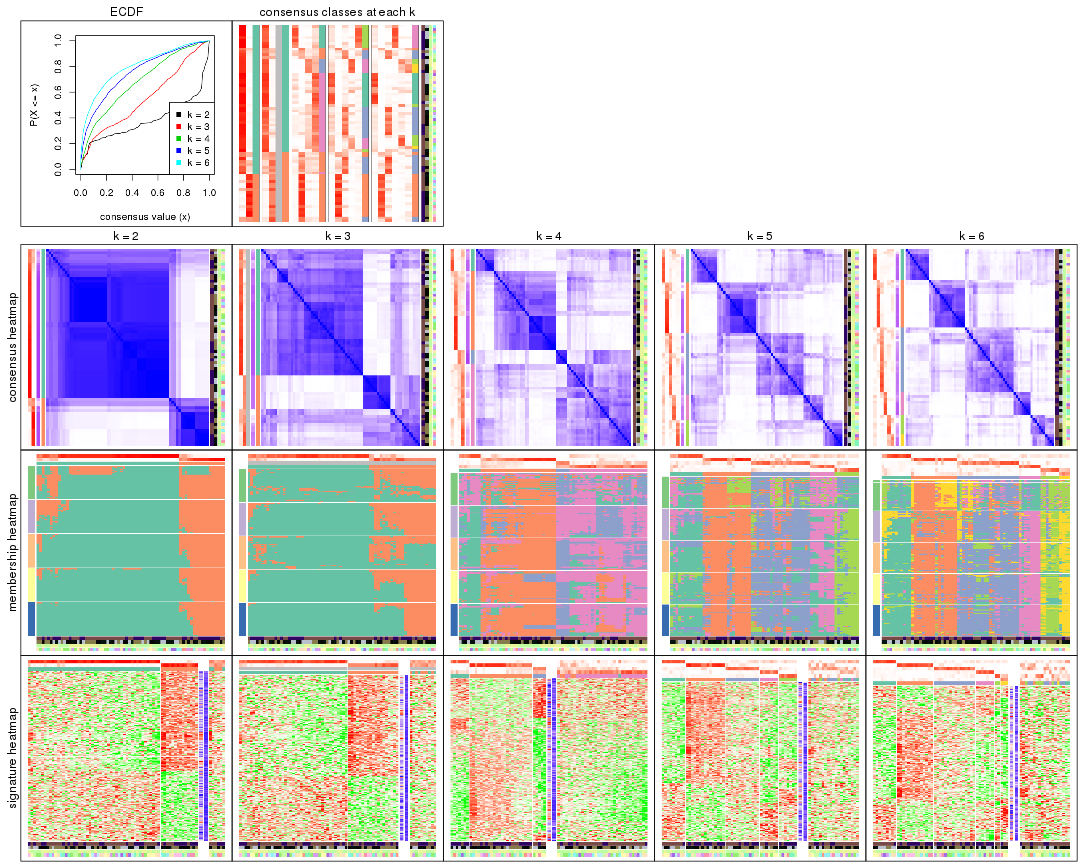 ECDF
consensus classes at each k
P(X <= x)
1.0
0.8
0.6
0.4
0.2
0.0
k = 2
k = 3
k = 4
k = 5
k = 6
0.0 0.2 0.4 0.6 0.8 1.0
consensus value (x)
k = 2 k = 3 k = 4 k = 5 k = 6
consensus heatmap
membership heatmap
signature heatmap